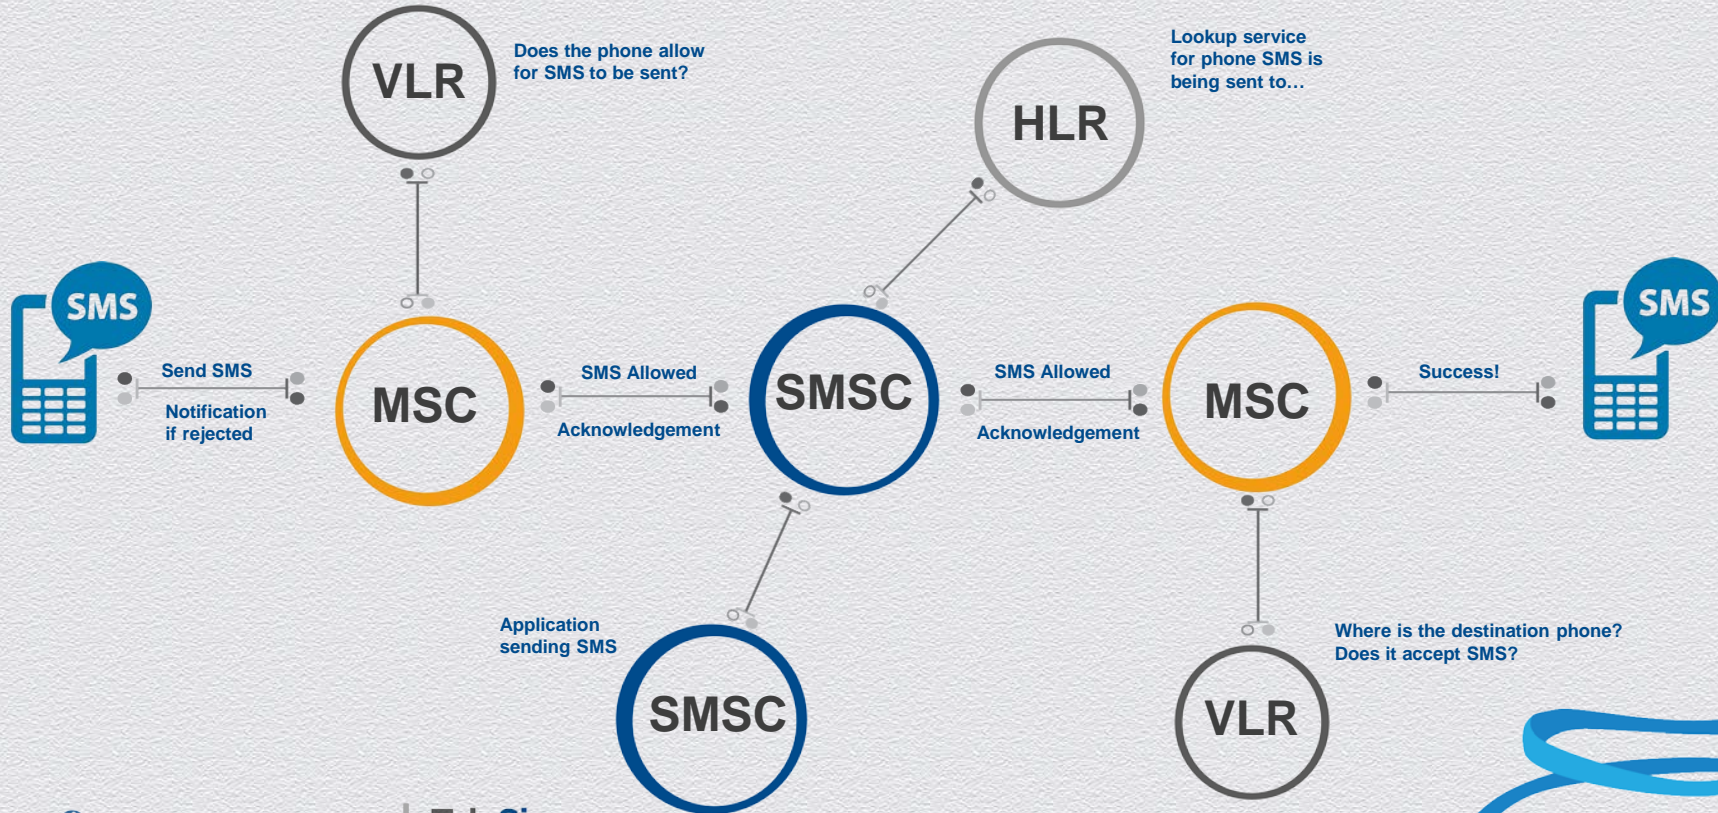 VLR
Does the phone allow
for SMS to be sent?
HLR
Lookup service
for phone SMS is
being sent to...
SMS
Send SMS
Notification
if rejected
MSC
SMS Allowed
Acknowledgement
SMSC
SMS Allowed
Acknowledgement
MSC
Success!
SMS
Application
sending SMS
SMSC
Where is the destination phone?
Does it accept SMS?
VLR